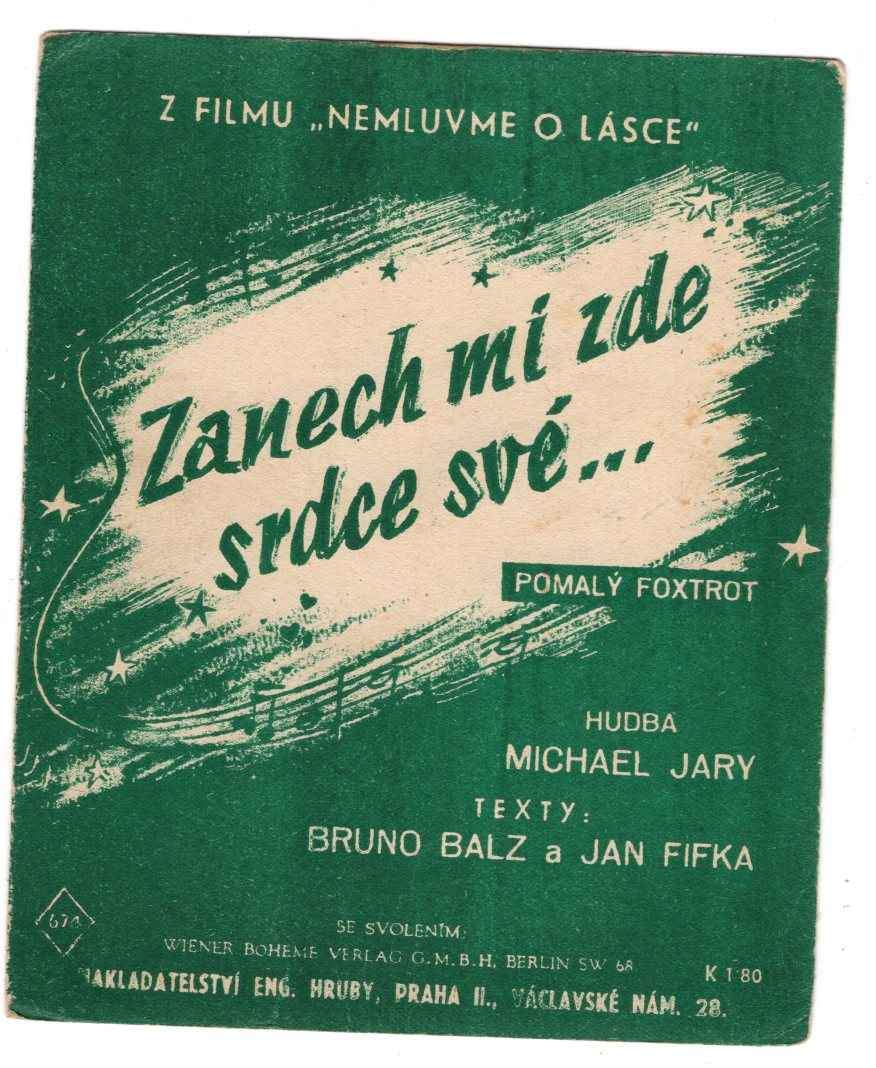 Z FILMU „NEMLUVME O LÁSCE"
Zanech mi zde
srdce své...
POMALÝ FOXTROT
HUDBA
MICHAEL JARY
TEXTY:
BRUNO BALZ a JAN FIFKA
SE SVOLENÍM:
WIENER BOHEME VERLAG G.M.B.H, BERLIN SW 68
K 1·80
NAKLADATELSTVÍ ENG. HRUBY, PRAHA II., VÁCLAVSKÉ NÁM. 28.